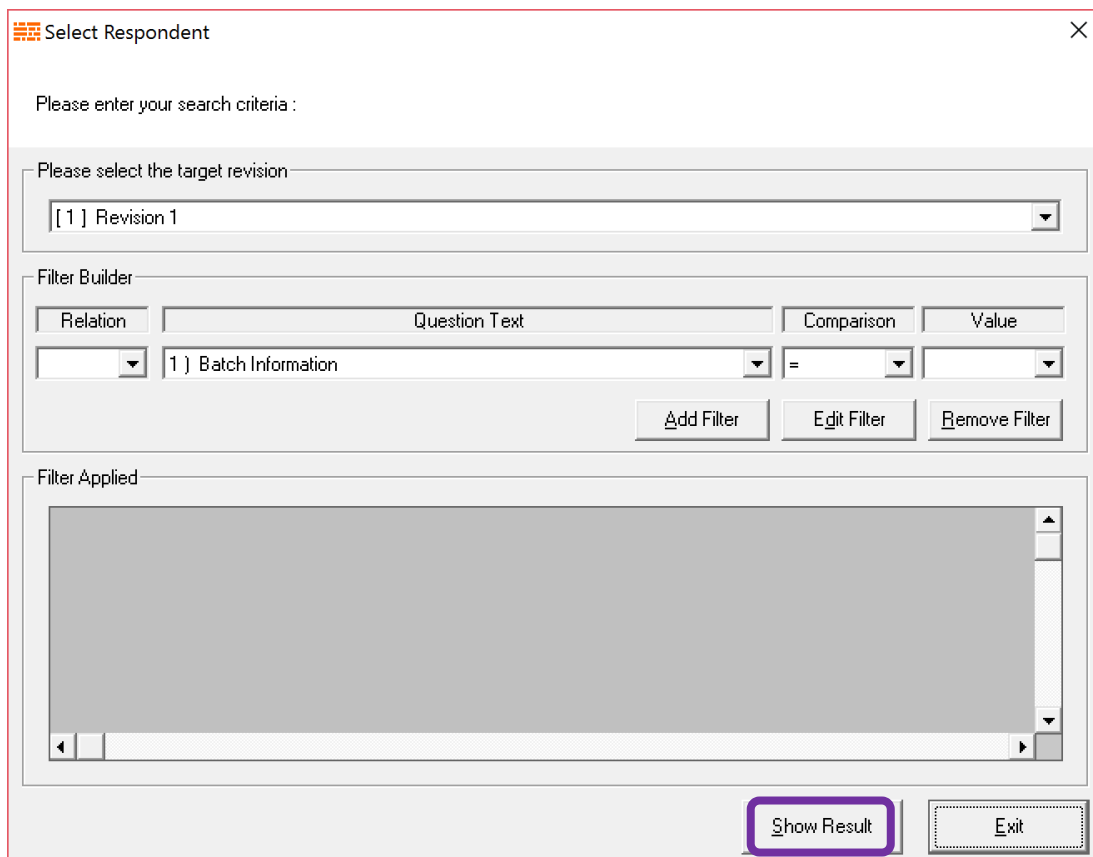 Select Respondent
Please enter your search criteria :
Please select the target revision
[ 1 ] Revision 1
Filter Builder
Relation Question Text Comparison Value
1 ) Batch Information =
Add Filter Edit Filter Remove Filter
Filter Applied
Show Result Exit